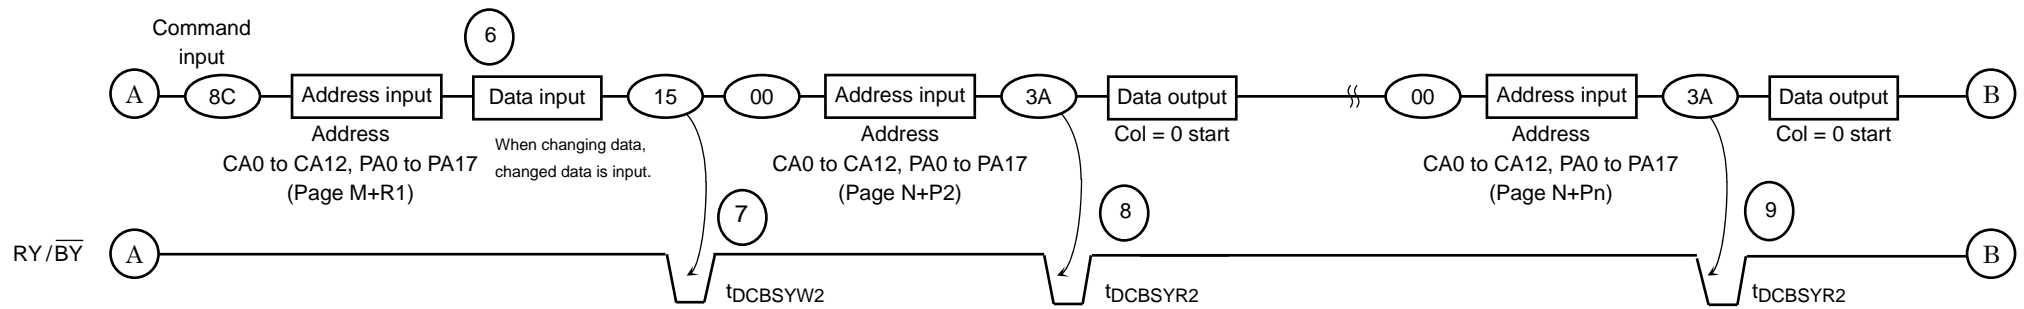 Command
input
6
A 8C Address input Data input 15 00 Address input 3A Data output 00 Address input 3A Data output B
Address
CA0 to CA12, PA0 to PA17
(Page M+R1)
When changing data,
changed data is input.
Address
CA0 to CA12, PA0 to PA17
(Page N+P2)
Col = 0 start
Address
CA0 to CA12, PA0 to PA17
(Page N+Pn)
Col = 0 start
7
8
9
RY/BY A B
tDCBSYW2
tDCBSYR2
tDCBSYR2